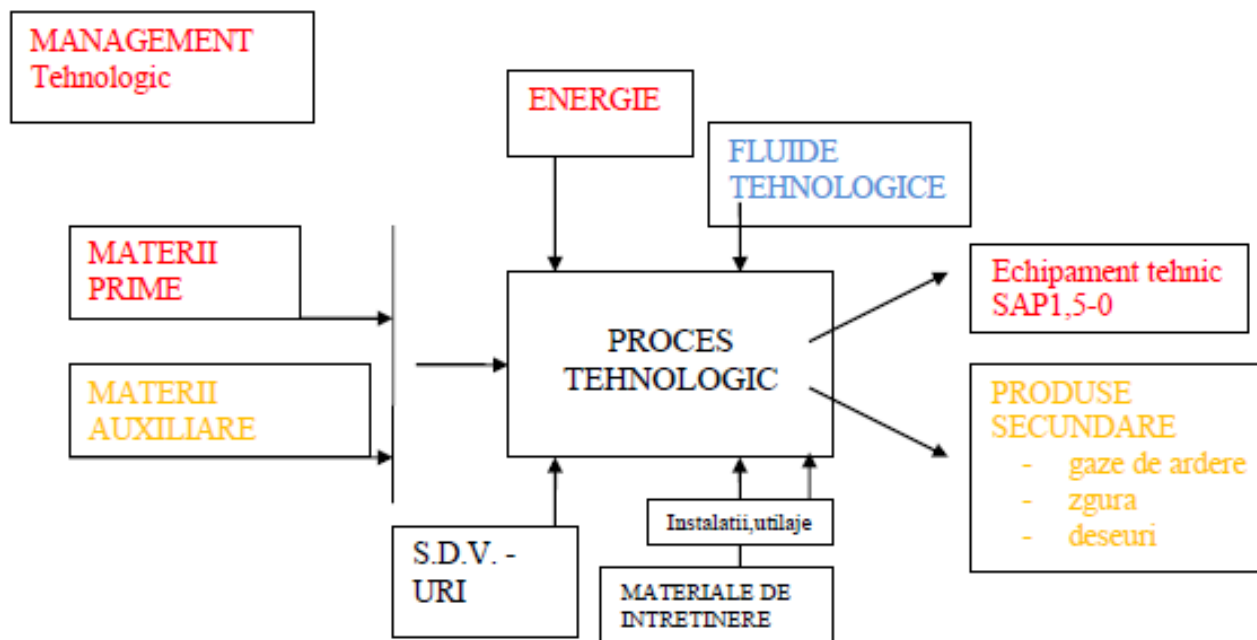 MANAGEMENT
Tehnologic
ENERGIE
FLUIDE
TEHNOLOGICE
MATERII
PRIME
Echipament tehnic
SAP1,5-0
PROCES
TEHNOLOGIC
MATERII
AUXILIARE
PRODUSE
SECUNDARE
- gaze de ardere
- zgura
- deseuri
Instalatii,utilaje
S.D.V. -
URI
MATERIALE DE
INTRETINERE